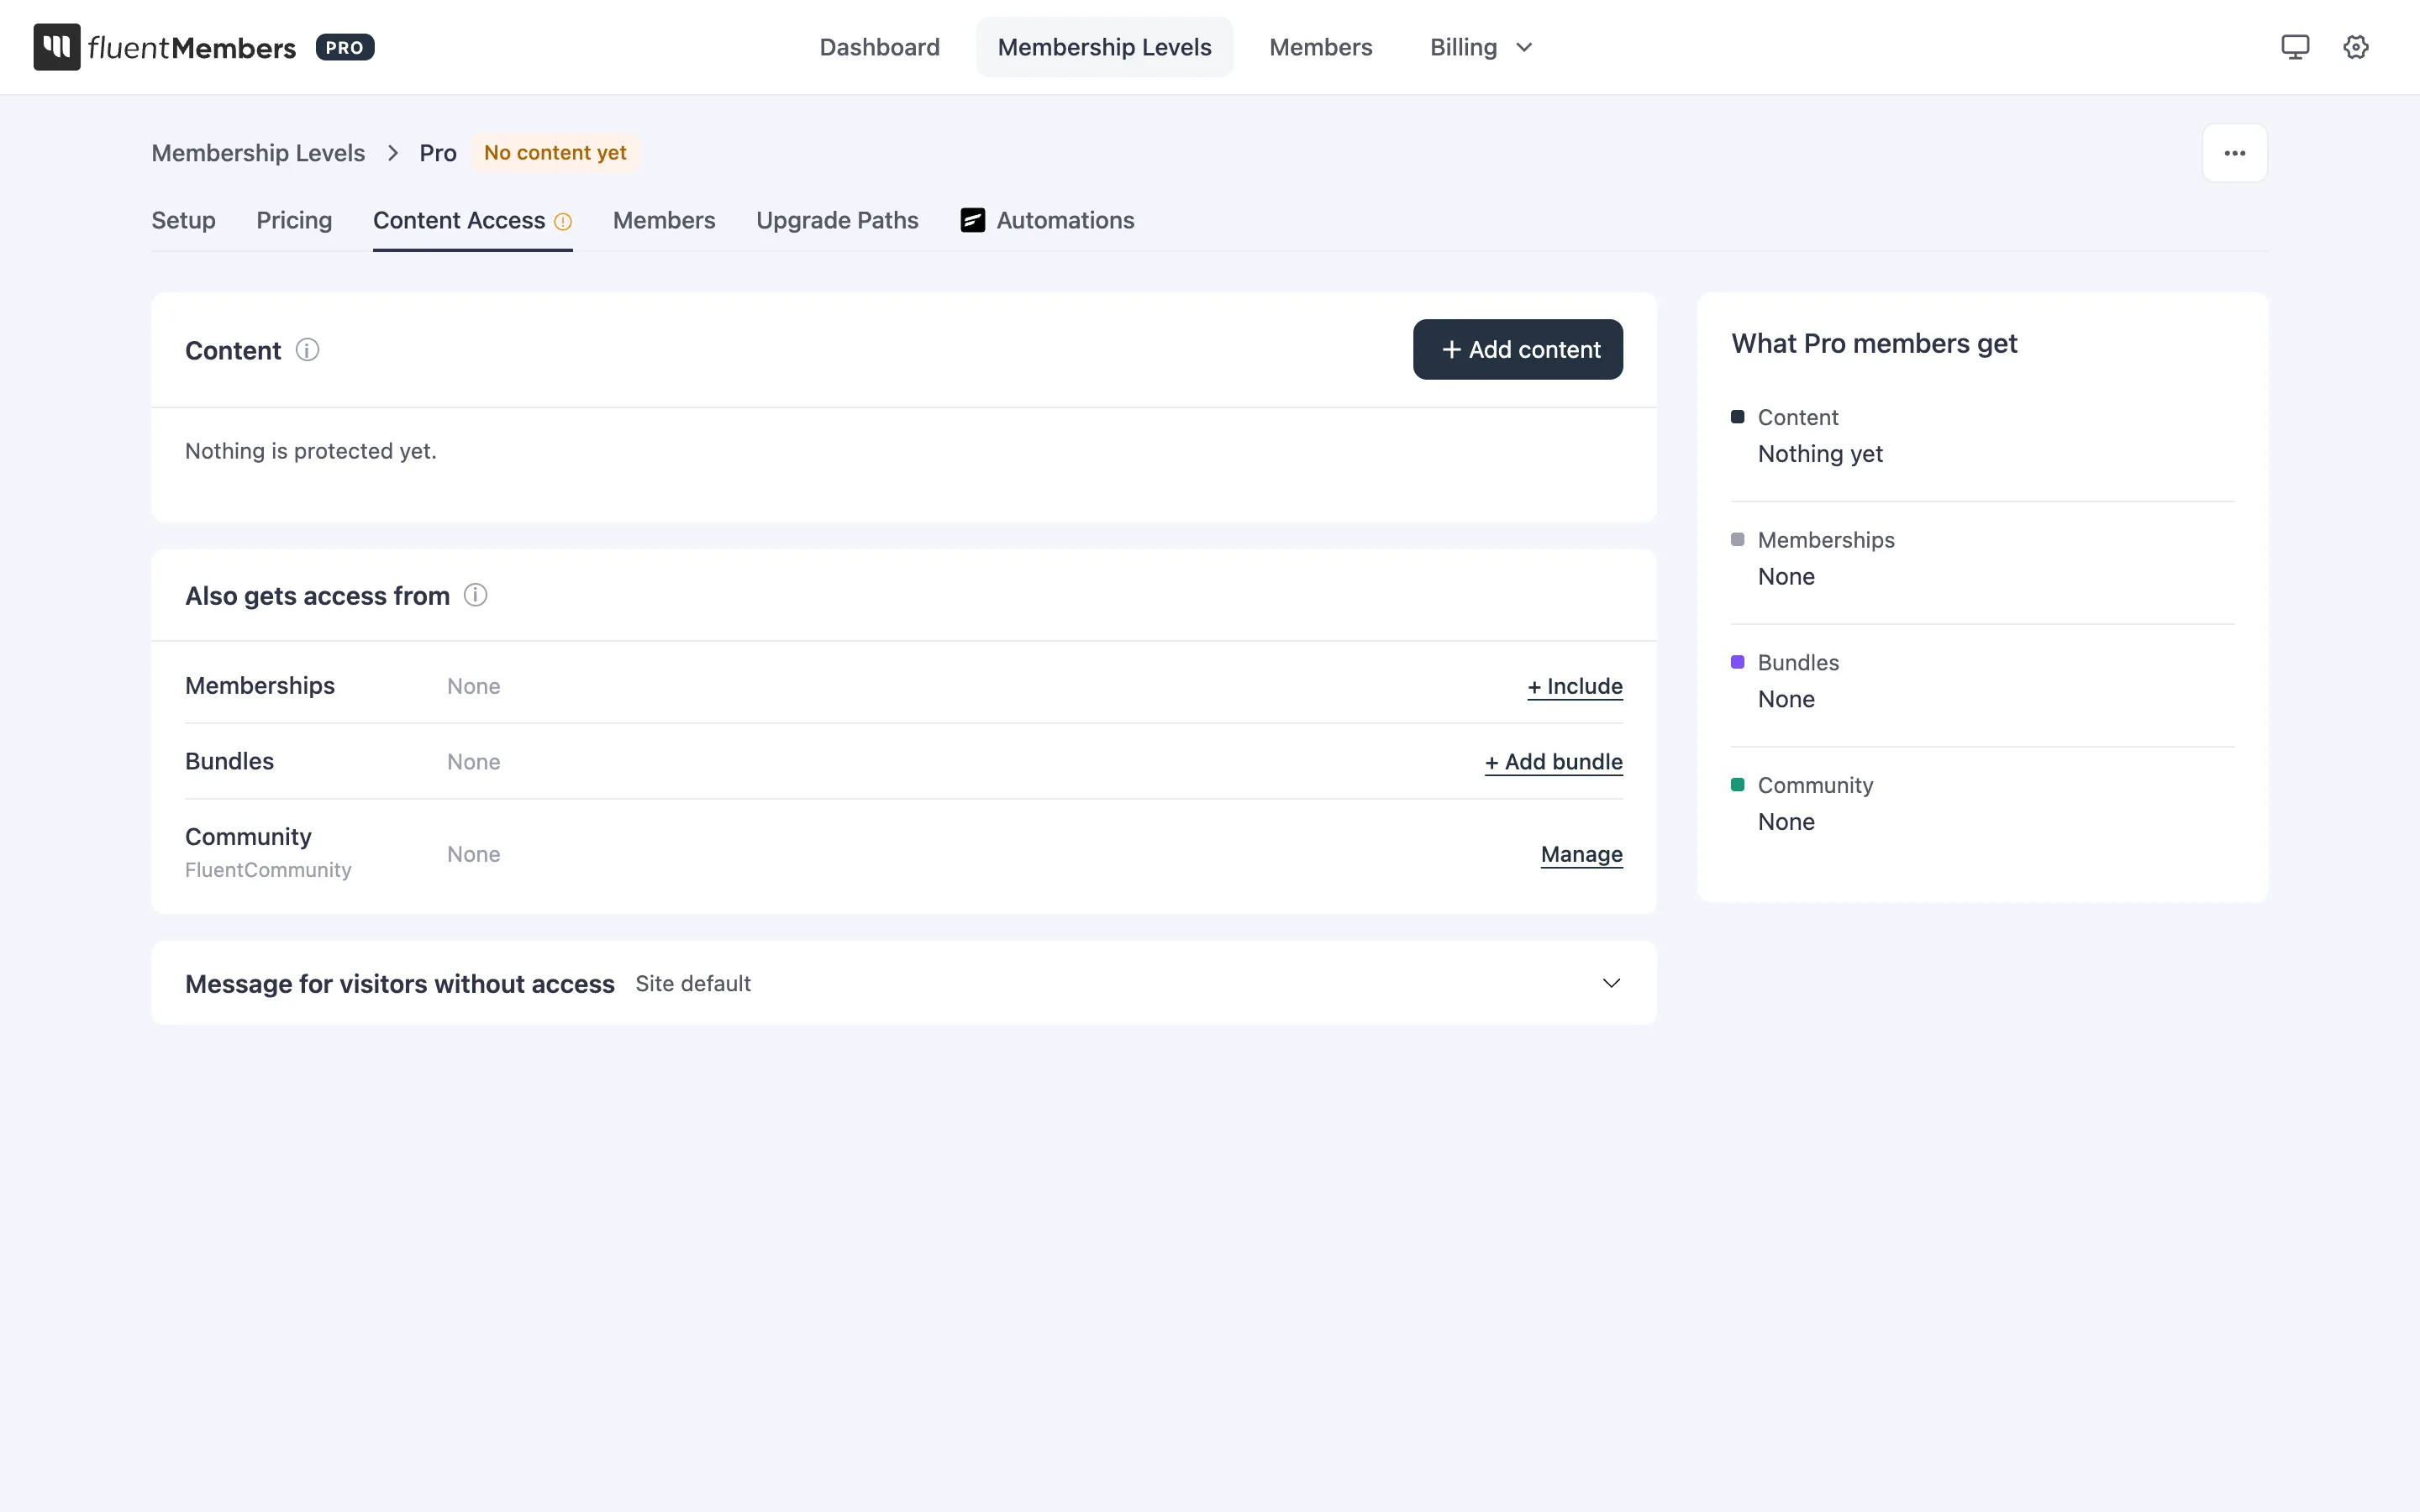 fluentMembers PRO
Dashboard
Membership Levels
Members
Billing
Membership Levels > Pro No content yet
Setup
Pricing
Content Access
Members
Upgrade Paths
Automations
Content
+ Add content
Nothing is protected yet.
Also gets access from
Memberships None + Include
Bundles None + Add bundle
Community None Manage
FluentCommunity
Message for visitors without access Site default
What Pro members get
Content
Nothing yet
Memberships
None
Bundles
None
Community
None